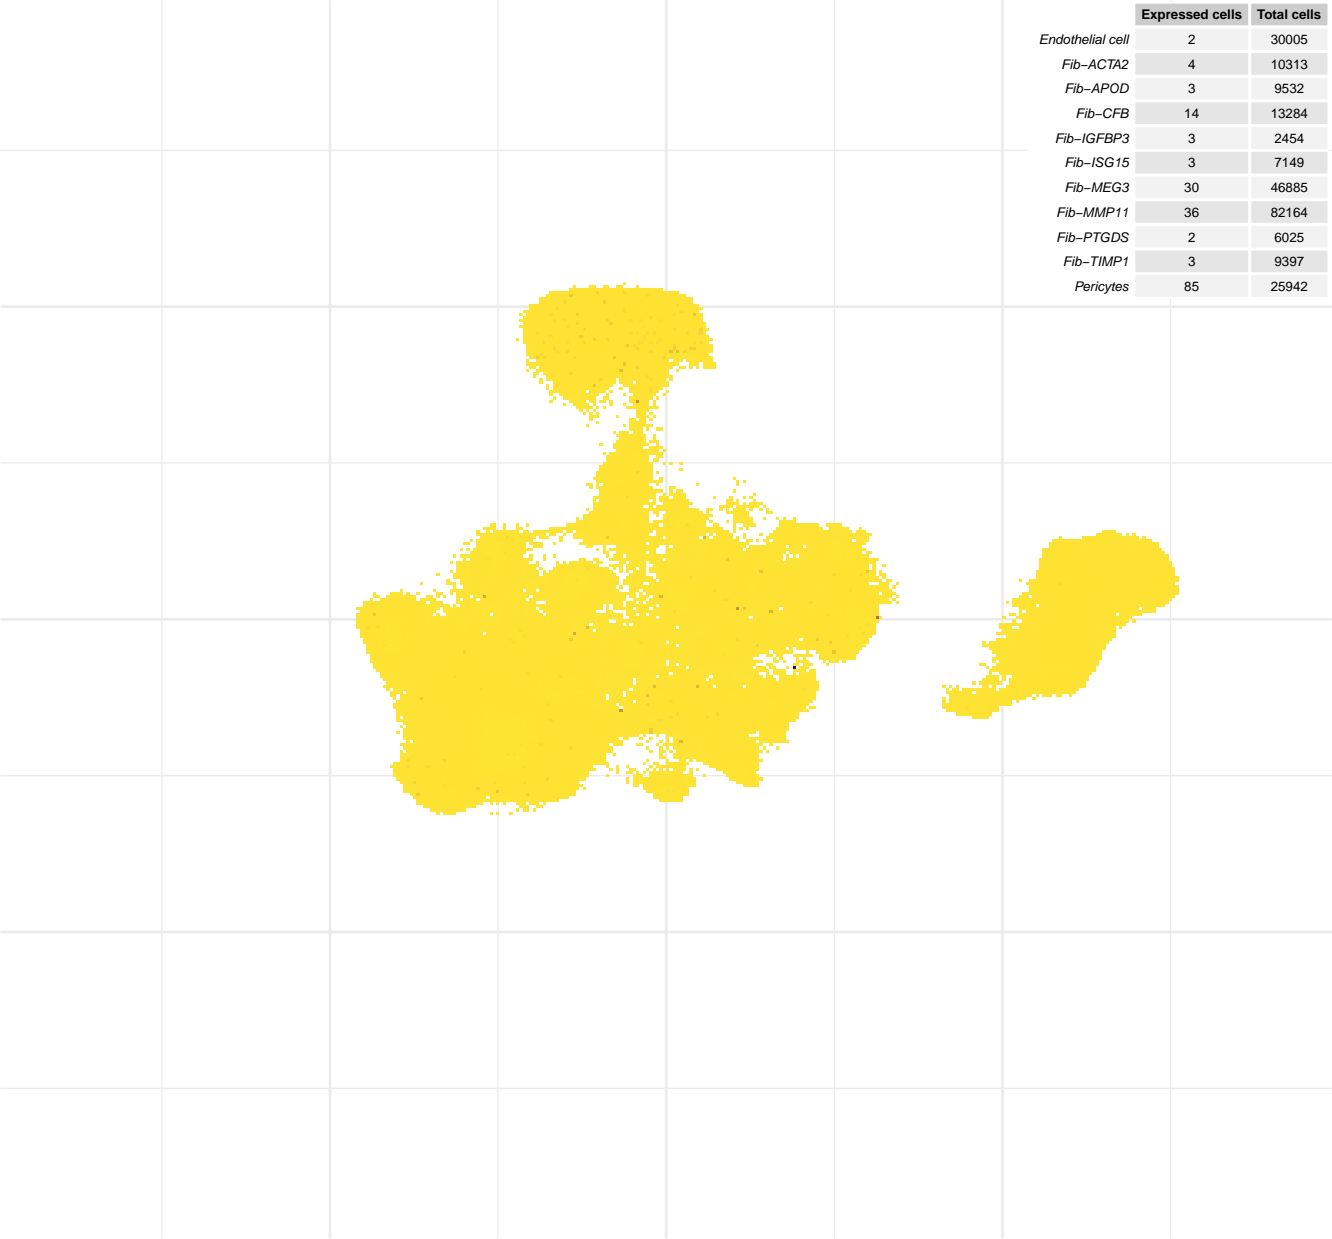 Expressed cells Total cells
Endothelial cell 2 30005
Fib−ACTA2 4 10313
Fib−APOD 3 9532
Fib−CFB 14 13284
Fib−IGFBP3 3 2454
Fib−ISG15 3 7149
Fib−MEG3 30 46885
Fib−MMP11 36 82164
Fib−PTGDS 2 6025
Fib−TIMP1 3 9397
Pericytes 85 25942